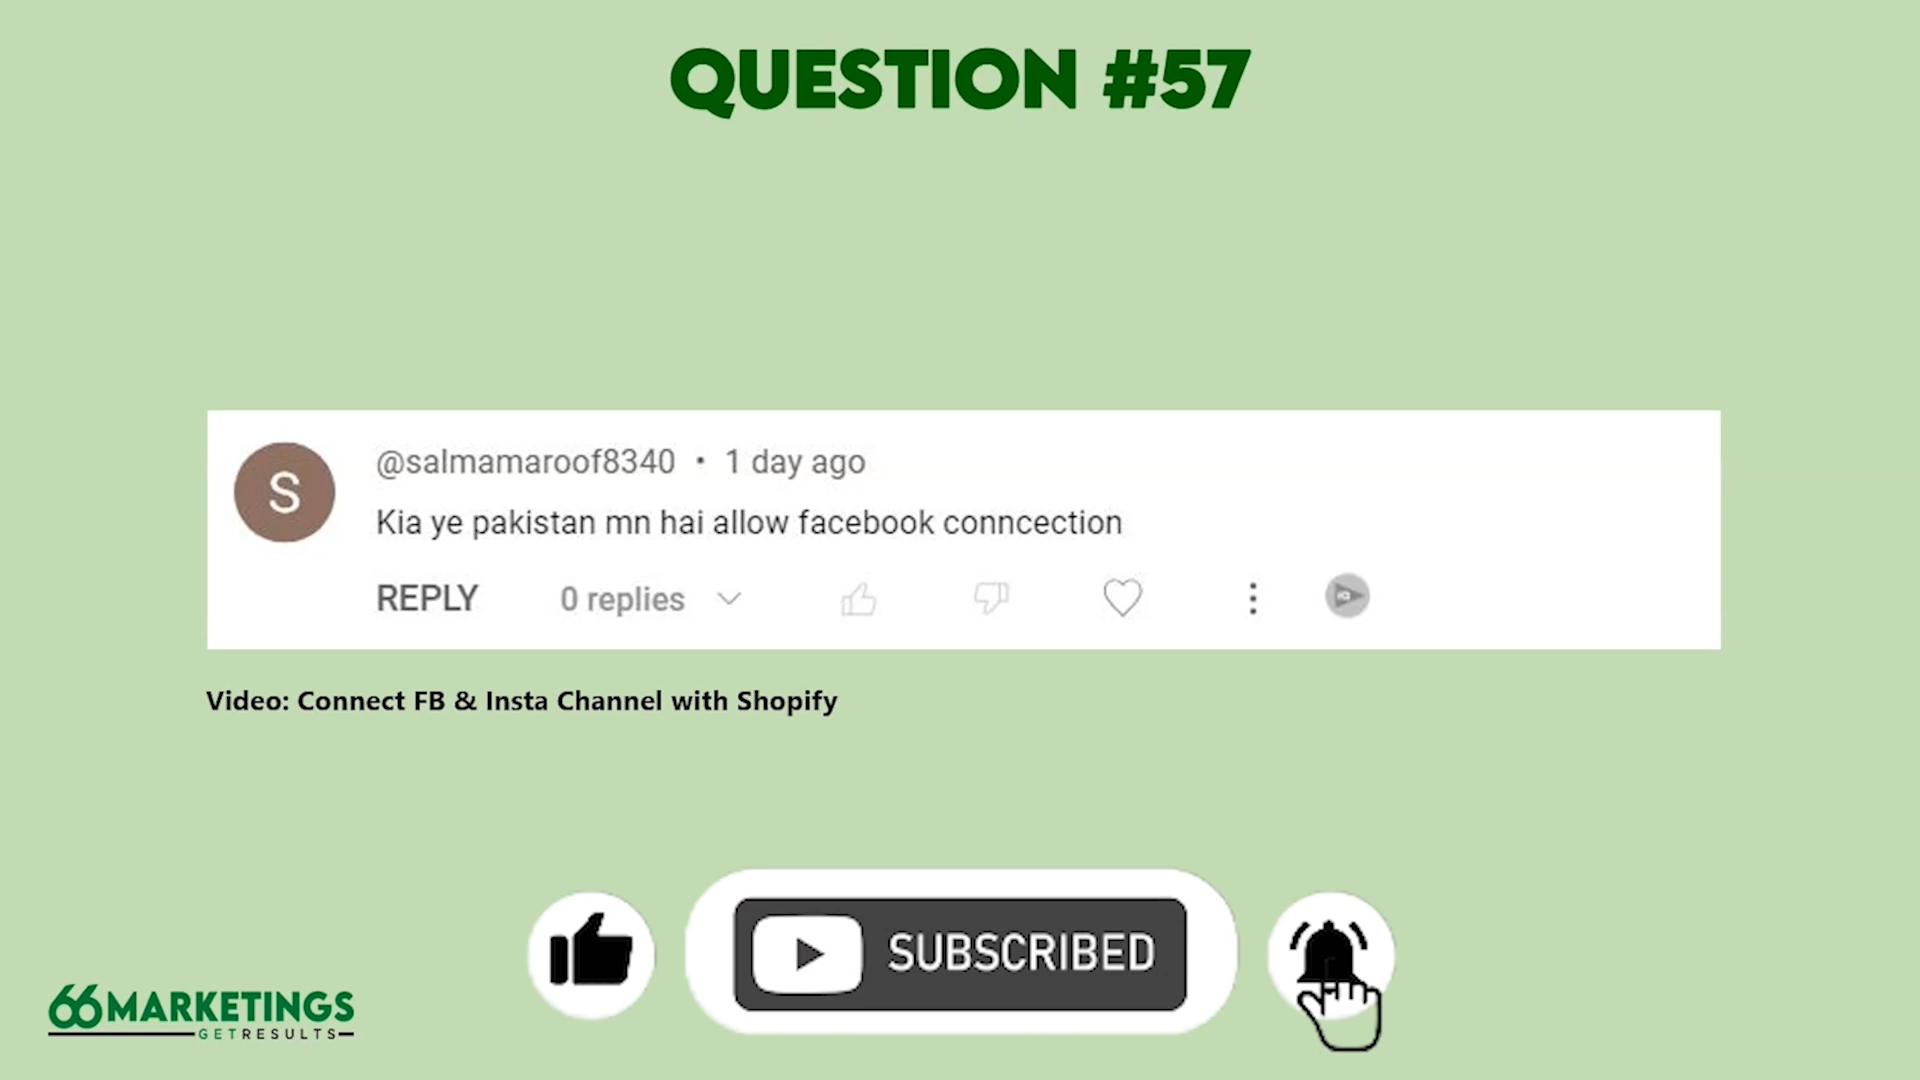 QUESTION #57
S
@salmamaroof8340 • 1 day ago
Kia ye pakistan mn hai allow facebook conncection
REPLY 0 replies
Video: Connect FB & Insta Channel with Shopify
SUBSCRIBED
66MARKETINGS
GETRESULTS